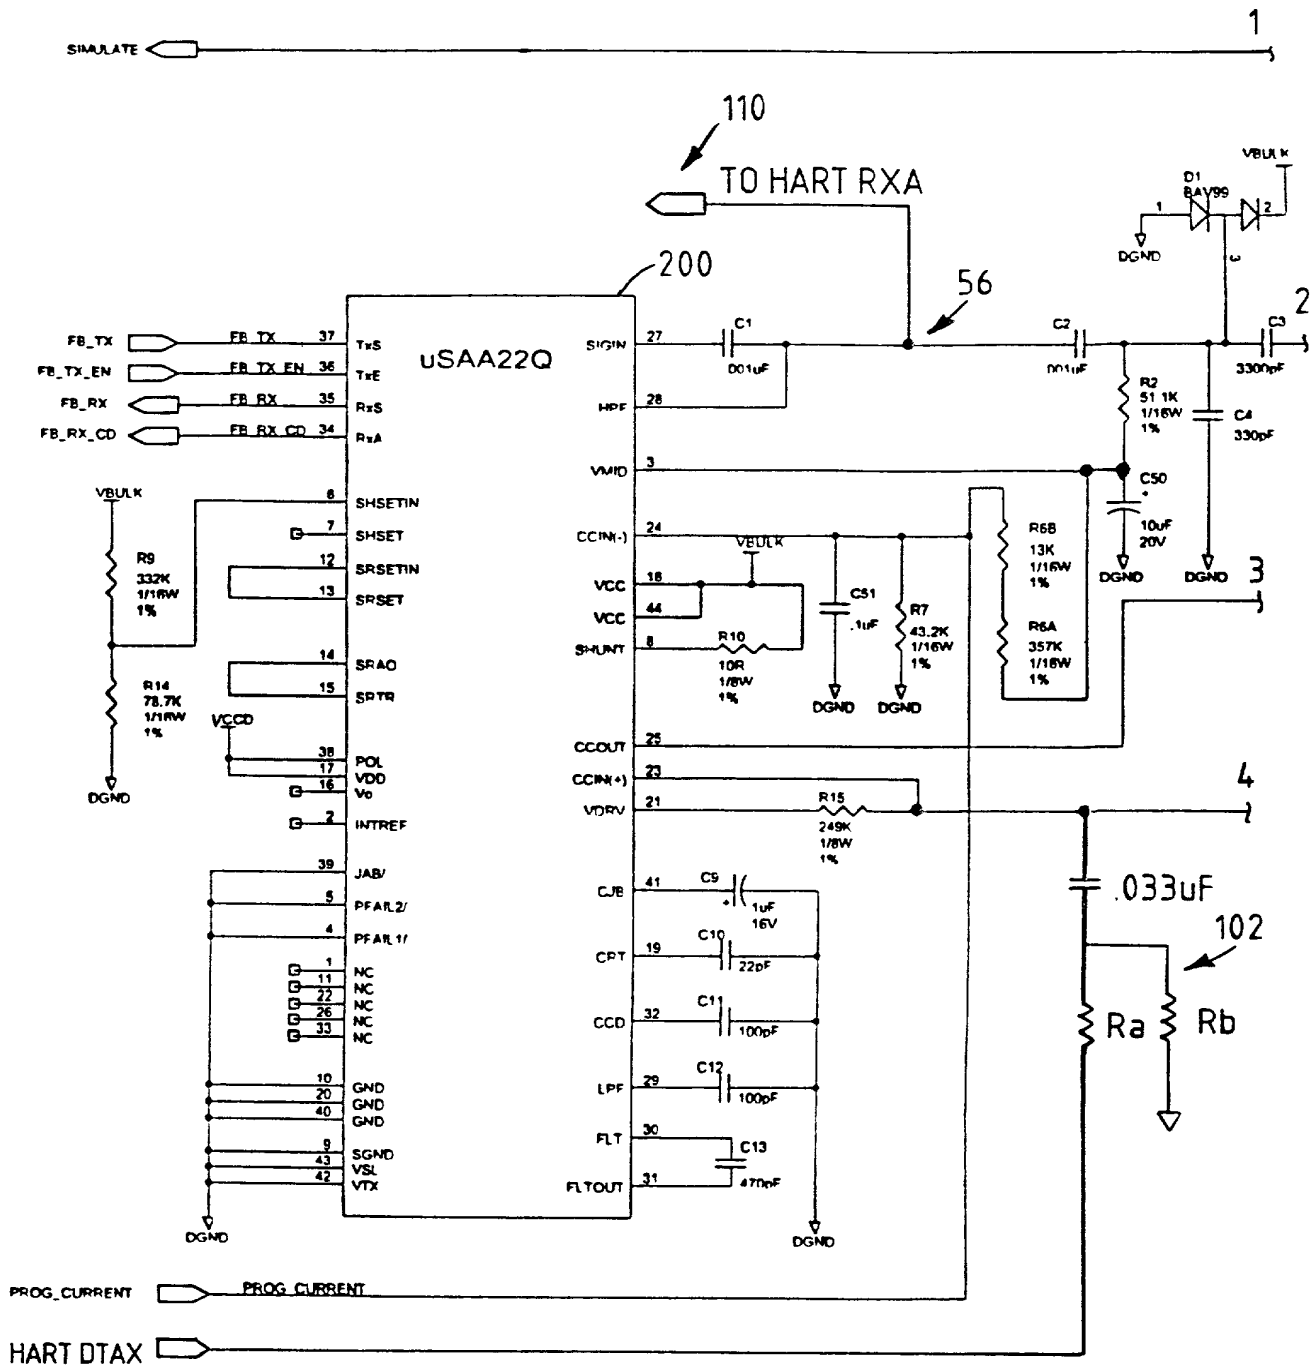 1
SIMULATE
110
TO HART RXA
VBULK
D1
BAV99
1
2
DGND
3
200
56
2
FB_TX
FB_TX
37
TxS
uSAA22Q
SIGIN
27
C1
.001uF
C2
.001uF
C3
3300pF
FB_TX_EN
FB_TX_EN
36
TxE
FB_RX
FB_RX
35
RxS
HPF
28
R2
51.1K
1/16W
1%
C4
330pF
FB_RX_CD
FB_RX_CD
34
RxA
VMID
3
VBULK
6
SHSETIN
C50
+
10uF
20V
7
SHSET
CCIN(-)
24
VBULK
R6B
13K
1/16W
1%
DGND
DGND
3
R9
332K
1/16W
1%
12
SRSETIN
13
SRSET
VCC
18
VCC
44
C51
.1uF
R7
43.2K
1/16W
1%
R6A
357K
1/16W
1%
SHUNT
8
R10
10R
1/8W
1%
14
SRAO
15
SRTR
R14
78.7K
1/16W
1%
DGND
DGND
VCCD
CCOUT
25
38
POL
17
VDD
16
Vo
CCIN(+)
23
DGND
VDRV
21
R15
249K
1/8W
1%
4
2
INTREF
39
JAB/
CJB
41
C9
+
1uF
16V
.033uF
5
PFAIL2/
4
PFAIL1/
CRT
19
C10
22pF
102
1
NC
11
NC
22
NC
26
NC
33
NC
CCD
32
C11
100pF
Ra
Rb
10
GND
20
GND
40
GND
LPF
29
C12
100pF
9
SGND
43
VSL
42
VTX
FLT
30
C13
470pF
FLTOUT
31
DGND
DGND
PROG_CURRENT
PROG_CURRENT
HART DTAX